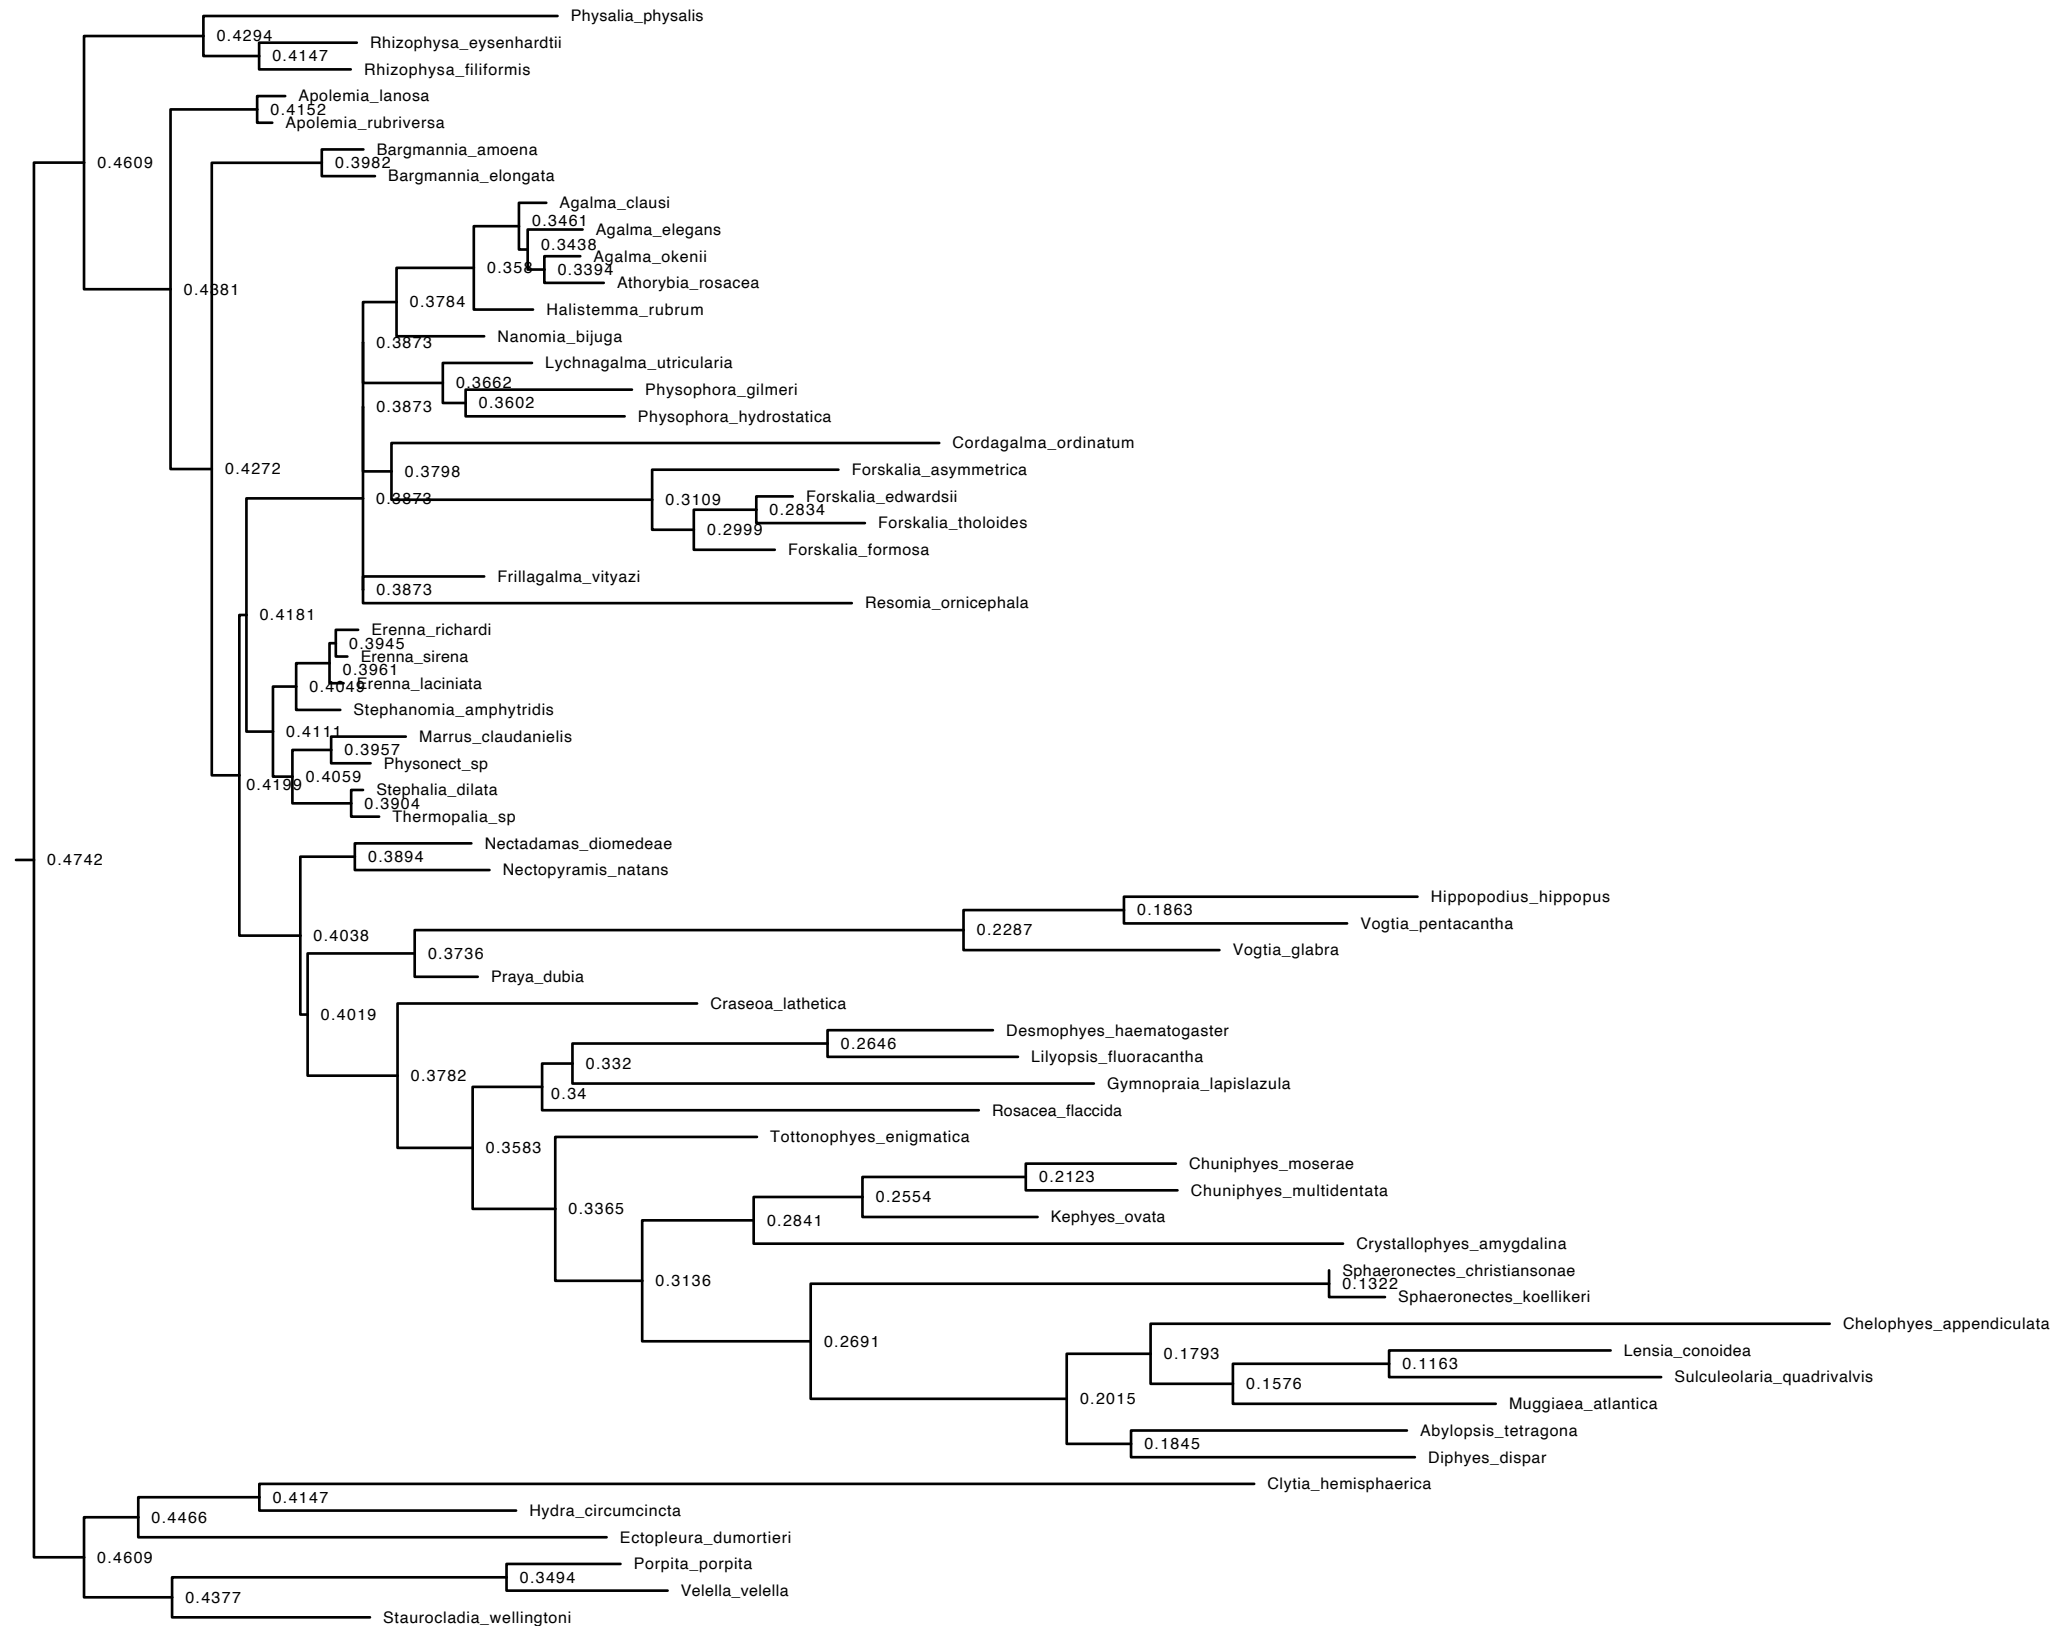 Physalia_physalis
0.4294
Rhizophysa_eysenhardtii
0.4147
Rhizophysa_filiformis
Apolemia_lanosa
0.4152
Apolemia_rubriversa
Bargmannia_amoena
0.4609
0.3982
Bargmannia_elongata
Agalma_clausi
0.3461
Agalma_elegans
0.3438
Agalma_okenii
0.358
0.3394
Athorybia_rosacea
0.4381
0.3784
Halistemma_rubrum
Nanomia_bijuga
0.3873
Lychnagalma_utricularia
0.3662
Physophora_gilmeri
0.3873
0.3602
Physophora_hydrostatica
Cordagalma_ordinatum
0.4272
0.3798
Forskalia_asymmetrica
0.3873
0.3109
Forskalia_edwardsii
0.2834
Forskalia_tholoides
0.2999
Forskalia_formosa
Frillagalma_vityazi
0.3873
Resomia_ornicephala
0.4181
Erenna_richardi
0.3945
Erenna_sirena
0.3961
Erenna_laciniata
0.4049
Stephanomia_amphytridis
0.4111
Marrus_claudanielis
0.3957
Physonect_sp
0.4059
0.4199
Stephalia_dilata
0.3904
Thermopalia_sp
Nectadamas_diomedeae
0.4742
0.3894
Nectopyramis_natans
Hippopodius_hippopus
0.1863
Vogtia_pentacantha
0.4038
0.2287
Vogtia_glabra
0.3736
Praya_dubia
Craseoa_lathetica
0.4019
Desmophyes_haematogaster
0.2646
Lilyopsis_fluoracantha
0.332
0.3782
Gymnopraia_lapislazula
0.34
Rosacea_flaccida
Tottonophyes_enigmatica
0.3583
Chuniphyes_moserae
0.2123
Chuniphyes_multidentata
0.2554
0.3365
Kephyes_ovata
0.2841
Crystallophyes_amygdalina
Sphaeronectes_christiansonae
0.3136
0.1322
Sphaeronectes_koellikeri
Chelophyes_appendiculata
0.2691
Lensia_conoidea
0.1793
0.1163
Sulculeolaria_quadrivalvis
0.1576
0.2015
Muggiaea_atlantica
Abylopsis_tetragona
0.1845
Diphyes_dispar
Clytia_hemisphaerica
0.4147
Hydra_circumcincta
0.4466
Ectopleura_dumortieri
0.4609
Porpita_porpita
0.3494
Velella_velella
0.4377
Staurocladia_wellingtoni